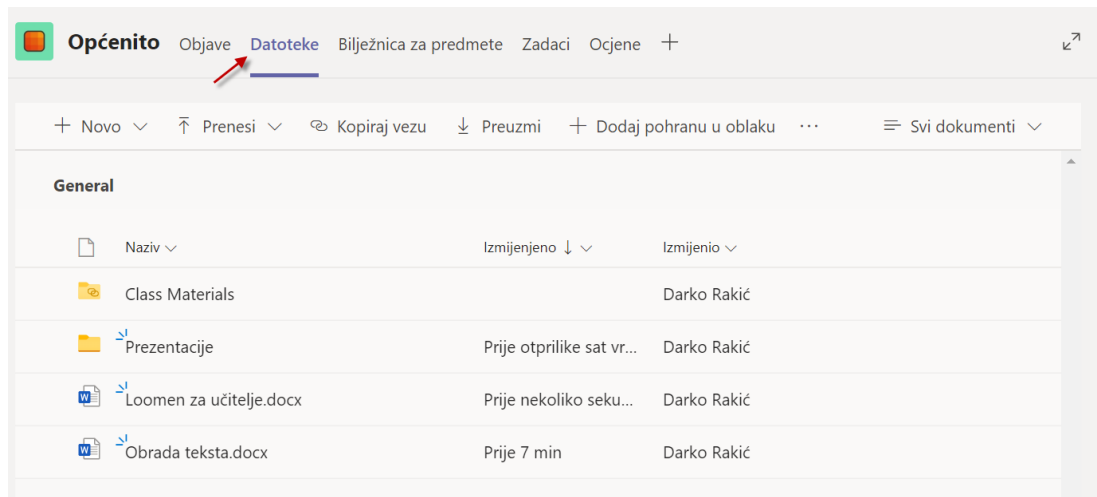 Općenito Objave Datoteke Bilježnica za predmete Zadaci Ocjene
Novo Prenesi Kopiraj vezu Preuzmi Dodaj pohranu u oblaku ... Svi dokumenti
General
Naziv Izmijenjeno ↓ Izmijenio
Class Materials Darko Rakić
Prezentacije Prije otprilike sat vr... Darko Rakić
Loomen za učitelje.docx Prije nekoliko seku... Darko Rakić
Obrada teksta.docx Prije 7 min Darko Rakić